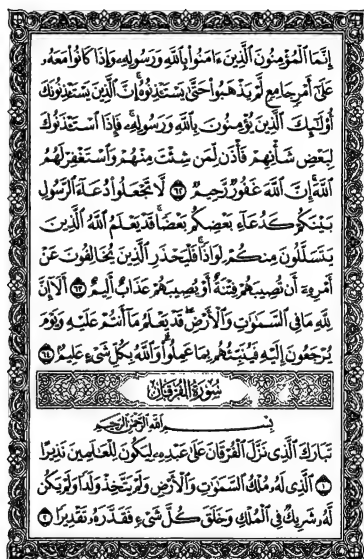 إِنَّمَا ٱلْمُؤْمِنُونَ ٱلَّذِينَ ءَامَنُوا۟ بِٱللَّهِ وَرَسُولِهِۦ وَإِذَا كَانُوا۟ مَعَهُۥ
عَلَىٰٓ أَمْرٍ جَامِعٍ لَّمْ يَذْهَبُوا۟ حَتَّىٰ يَسْتَـْٔذِنُوهُ إِنَّ ٱلَّذِينَ يَسْتَـْٔذِنُونَكَ
أُو۟لَٰٓئِكَ ٱلَّذِينَ يُؤْمِنُونَ بِٱللَّهِ وَرَسُولِهِۦ فَإِذَا ٱسْتَـْٔذَنُوكَ
لِبَعْضِ شَأْنِهِمْ فَأْذَن لِّمَن شِئْتَ مِنْهُمْ وَٱسْتَغْفِرْ لَهُمُ
ٱللَّهَ إِنَّ ٱللَّهَ غَفُورٌ رَّحِيمٌ ٦٢ لَّا تَجْعَلُوا۟ دُعَآءَ ٱلرَّسُولِ
بَيْنَكُمْ كَدُعَآءِ بَعْضِكُم بَعْضًا قَدْ يَعْلَمُ ٱللَّهُ ٱلَّذِينَ
يَتَسَلَّلُونَ مِنكُمْ لِوَاذًا فَلْيَحْذَرِ ٱلَّذِينَ يُخَالِفُونَ عَنْ
أَمْرِهِۦٓ أَن تُصِيبَهُمْ فِتْنَةٌ أَوْ يُصِيبَهُمْ عَذَابٌ أَلِيمٌ ٦٣ أَلَآ إِنَّ
لِلَّهِ مَا فِى ٱلسَّمَٰوَٰتِ وَٱلْأَرْضِ قَدْ يَعْلَمُ مَآ أَنتُمْ عَلَيْهِ وَيَوْمَ
يُرْجَعُونَ إِلَيْهِ فَيُنَبِّئُهُم بِمَا عَمِلُوا۟ وَٱللَّهُ بِكُلِّ شَىْءٍ عَلِيمٌۢ ٦٤
سُورَةُ الْفُرْقَانِ
بِسْمِ ٱللَّهِ ٱلرَّحْمَٰنِ ٱلرَّحِيمِ
تَبَارَكَ ٱلَّذِى نَزَّلَ ٱلْفُرْقَانَ عَلَىٰ عَبْدِهِۦ لِيَكُونَ لِلْعَٰلَمِينَ نَذِيرًا
١ ٱلَّذِى لَهُۥ مُلْكُ ٱلسَّمَٰوَٰتِ وَٱلْأَرْضِ وَلَمْ يَتَّخِذْ وَلَدًا وَلَمْ يَكُن
لَّهُۥ شَرِيكٌ فِى ٱلْمُلْكِ وَخَلَقَ كُلَّ شَىْءٍ فَقَدَّرَهُۥ تَقْدِيرًا ٢